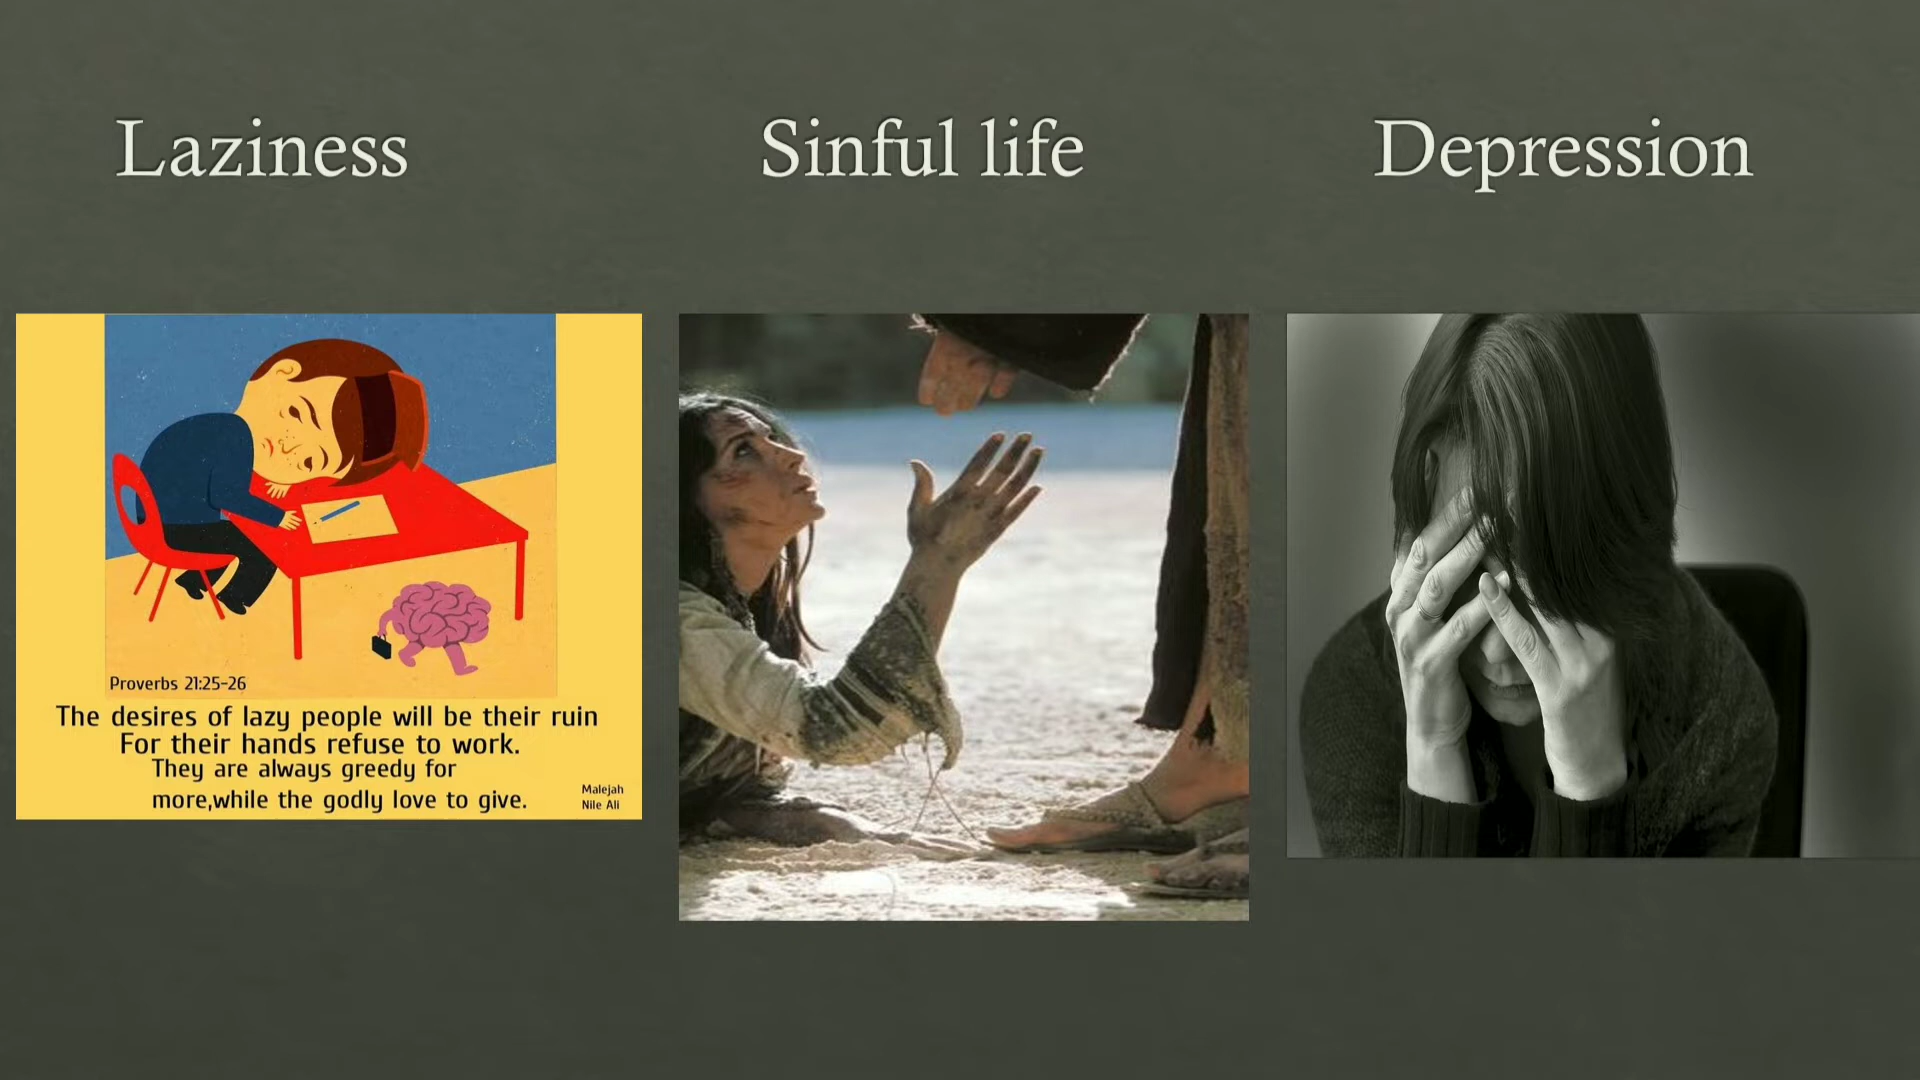 Laziness
Sinful life
Depression
Proverbs 21:25-26
The desires of lazy people will be their ruin
For their hands refuse to work.
They are always greedy for
more,while the godly love to give.
Malejah
Nile Ali